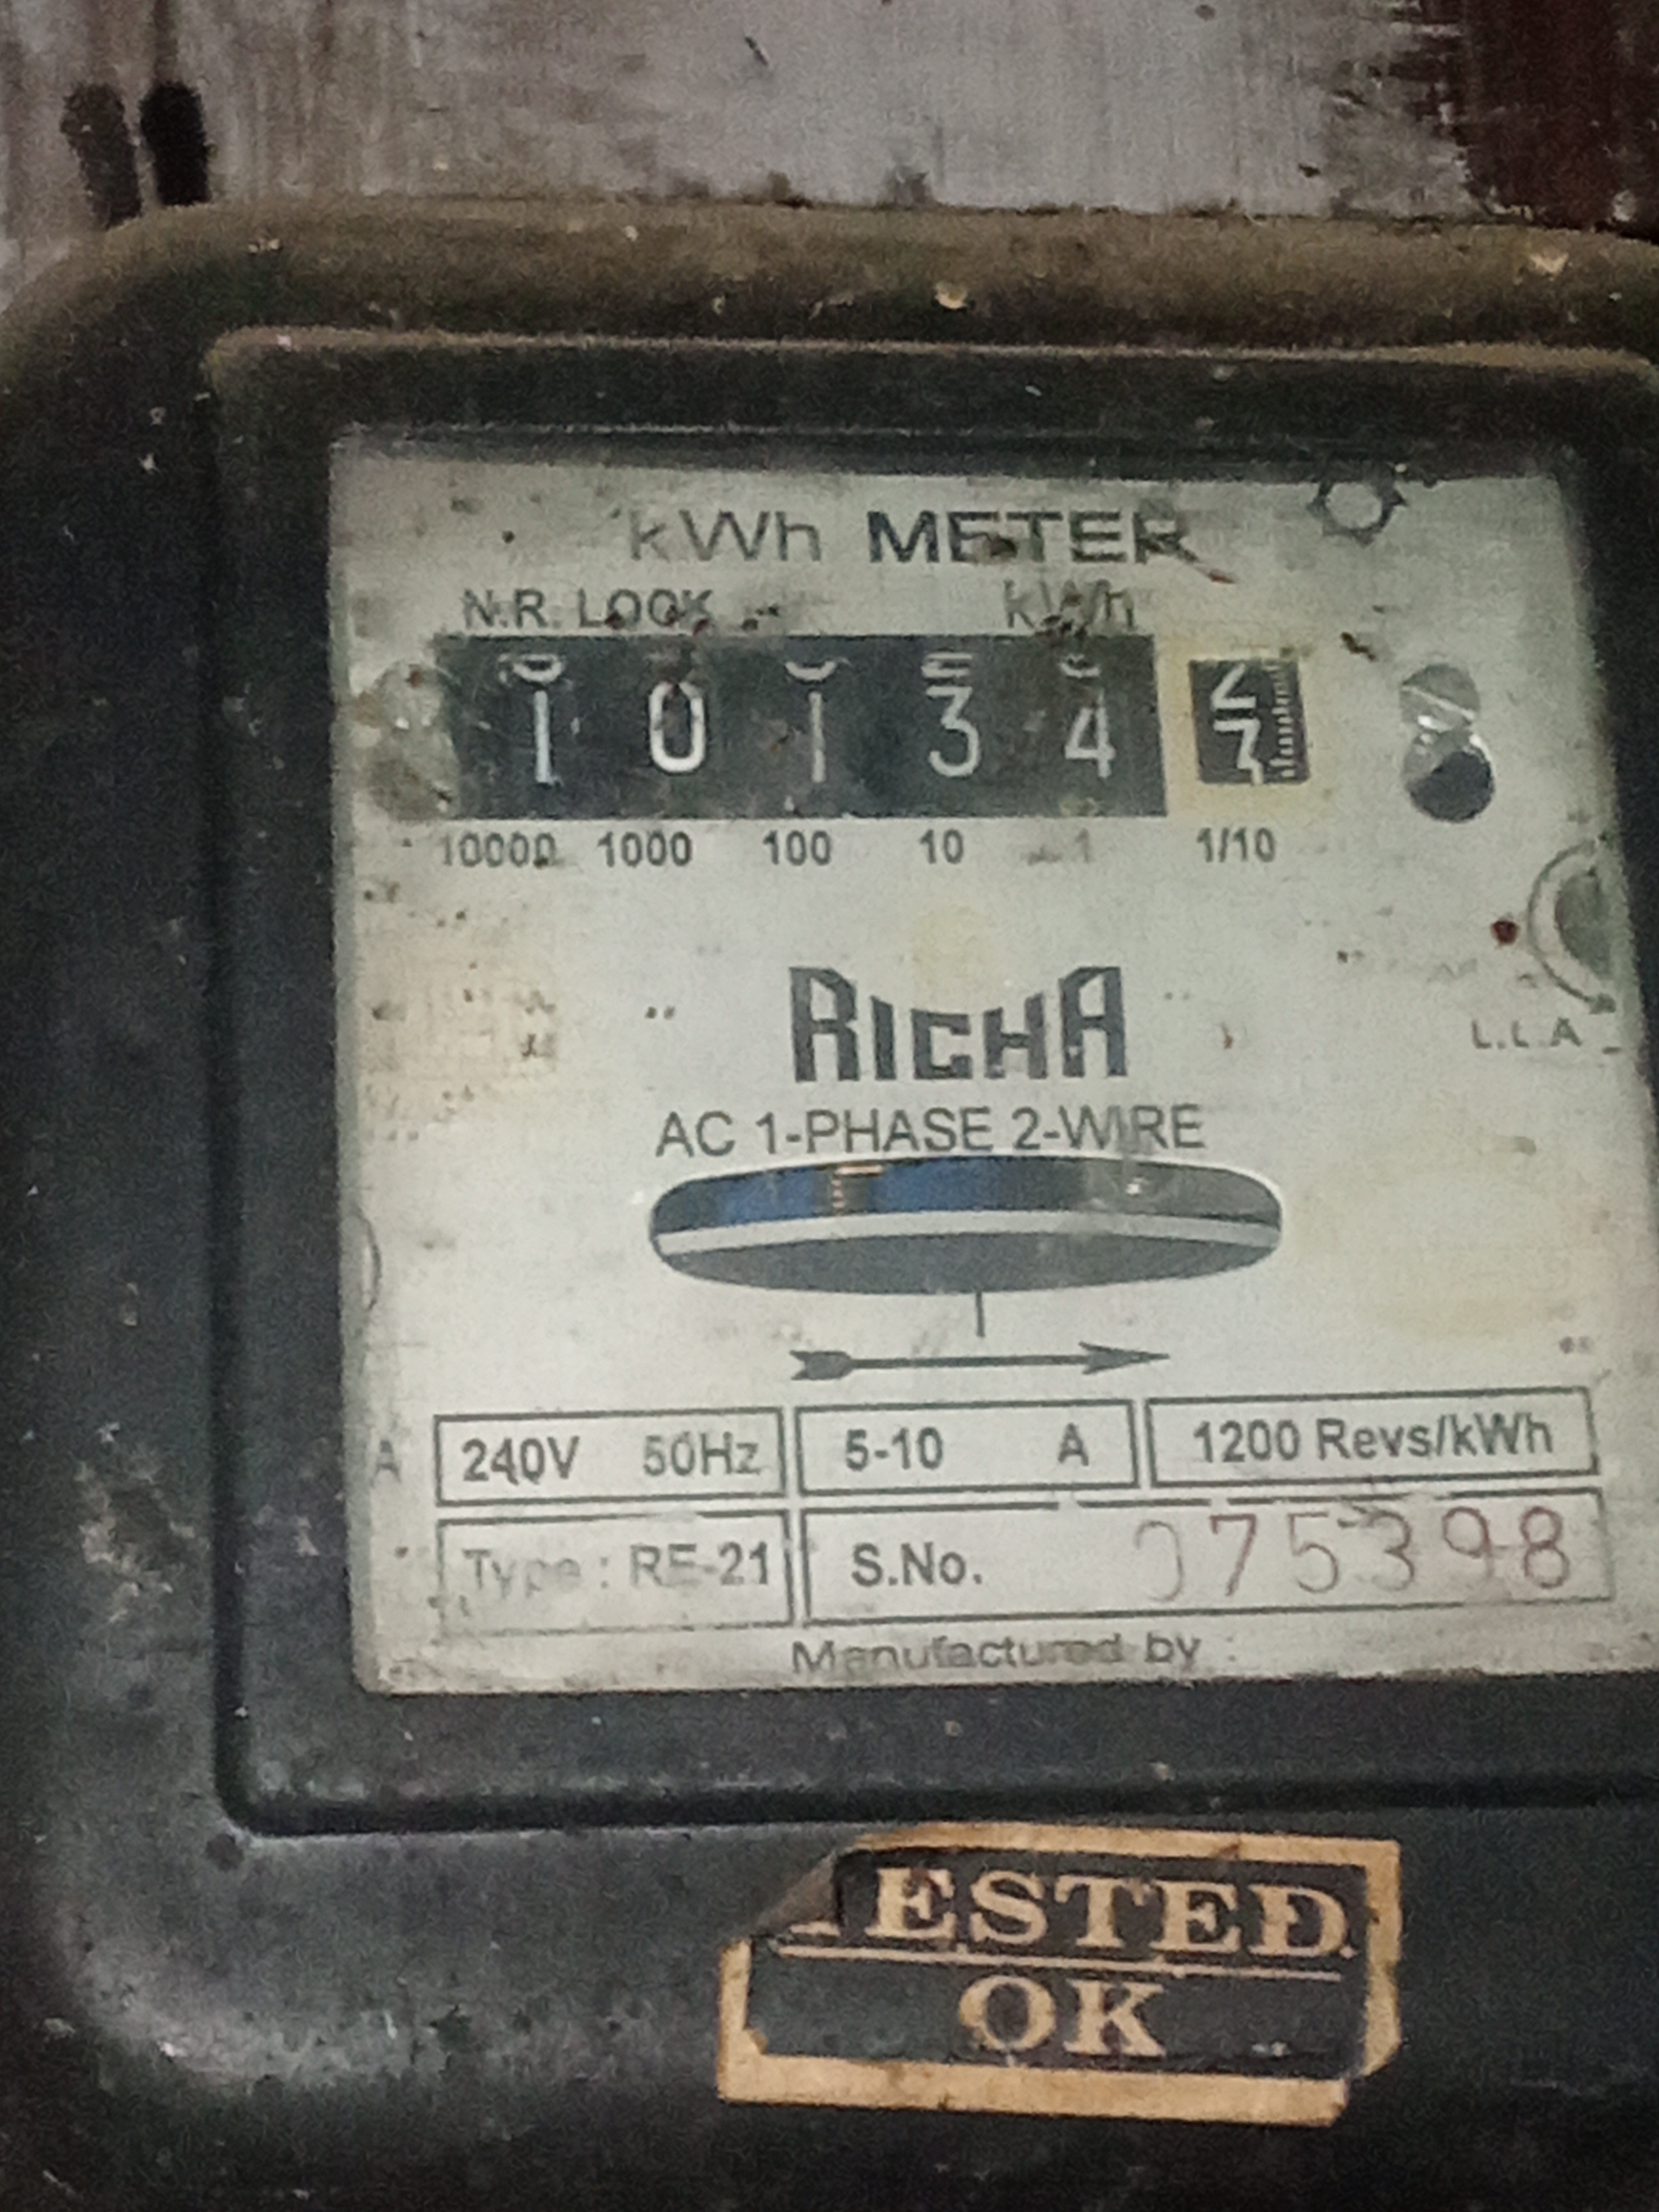 kWh METER
N.R. LOCK kWh
1 0 1 3 4
10000 1000 100 10 1 1/10
RICHA
L.L.A
AC 1-PHASE 2-WIRE
240V 50Hz 5-10 A 1200 Revs/kWh
Type : RE-21 S.No. 075398
Manufactured by :
TESTED
OK